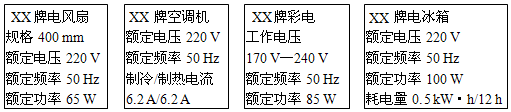 XX 牌电风扇
规格 400 mm
额定电压 220 V
额定频率 50 Hz
额定功率 65 W
XX 牌空调机
额定电压 220 V
额定频率 50 Hz
制冷/制热电流
6.2 A/6.2 A
XX 牌彩电
工作电压
170 V—240 V
额定频率 50 Hz
额定功率 85 W
XX 牌电冰箱
额定电压 220 V
额定频率 50 Hz
额定功率 100 W
耗电量 0.5 kW·h/12 h